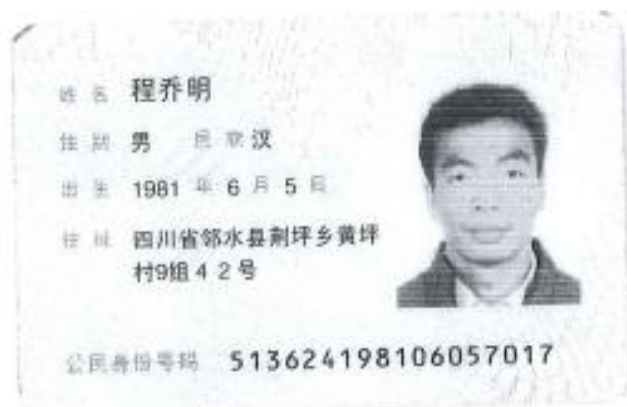 姓名 程乔明
性别 男 民族 汉
出生 1981 年 6 月 5 日
住址 四川省邻水县荆坪乡黄坪
村9组42号
公民身份号码 513624198106057017